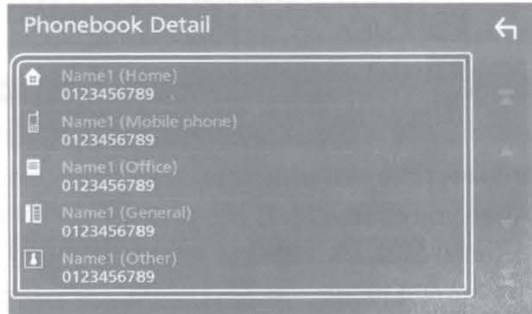 Phonebook Detail
Name1 (Home)
0123456789
Name1 (Mobile phone)
0123456789
Name1 (Office)
0123456789
Name1 (General)
0123456789
Name1 (Other)
0123456789